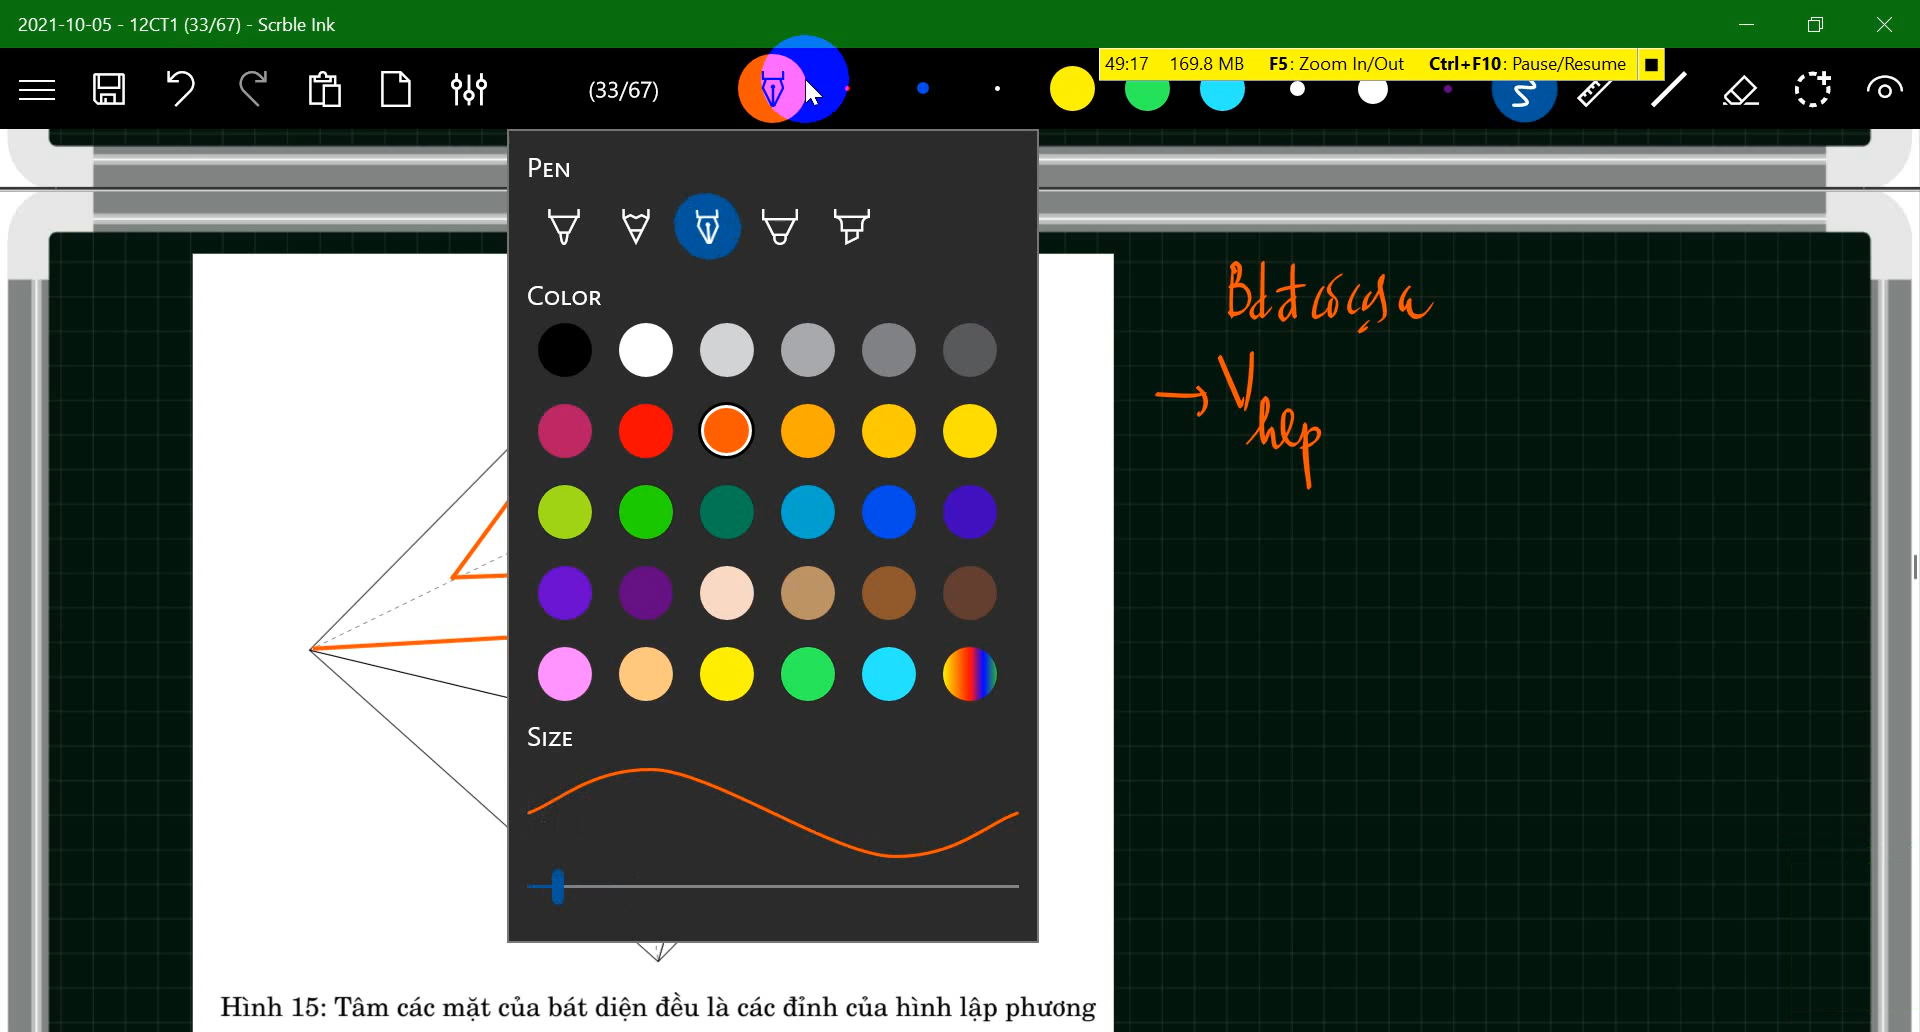 2021-10-05 - 12CT1 (33/67) - Scrble Ink
49:17 169.8 MB F5: Zoom In/Out Ctrl+F10: Pause/Resume
(33/67)
PEN
COLOR
SIZE
→ V
Hình 15: Tâm các mặt của bát diện đều là các đỉnh của hình lập phương